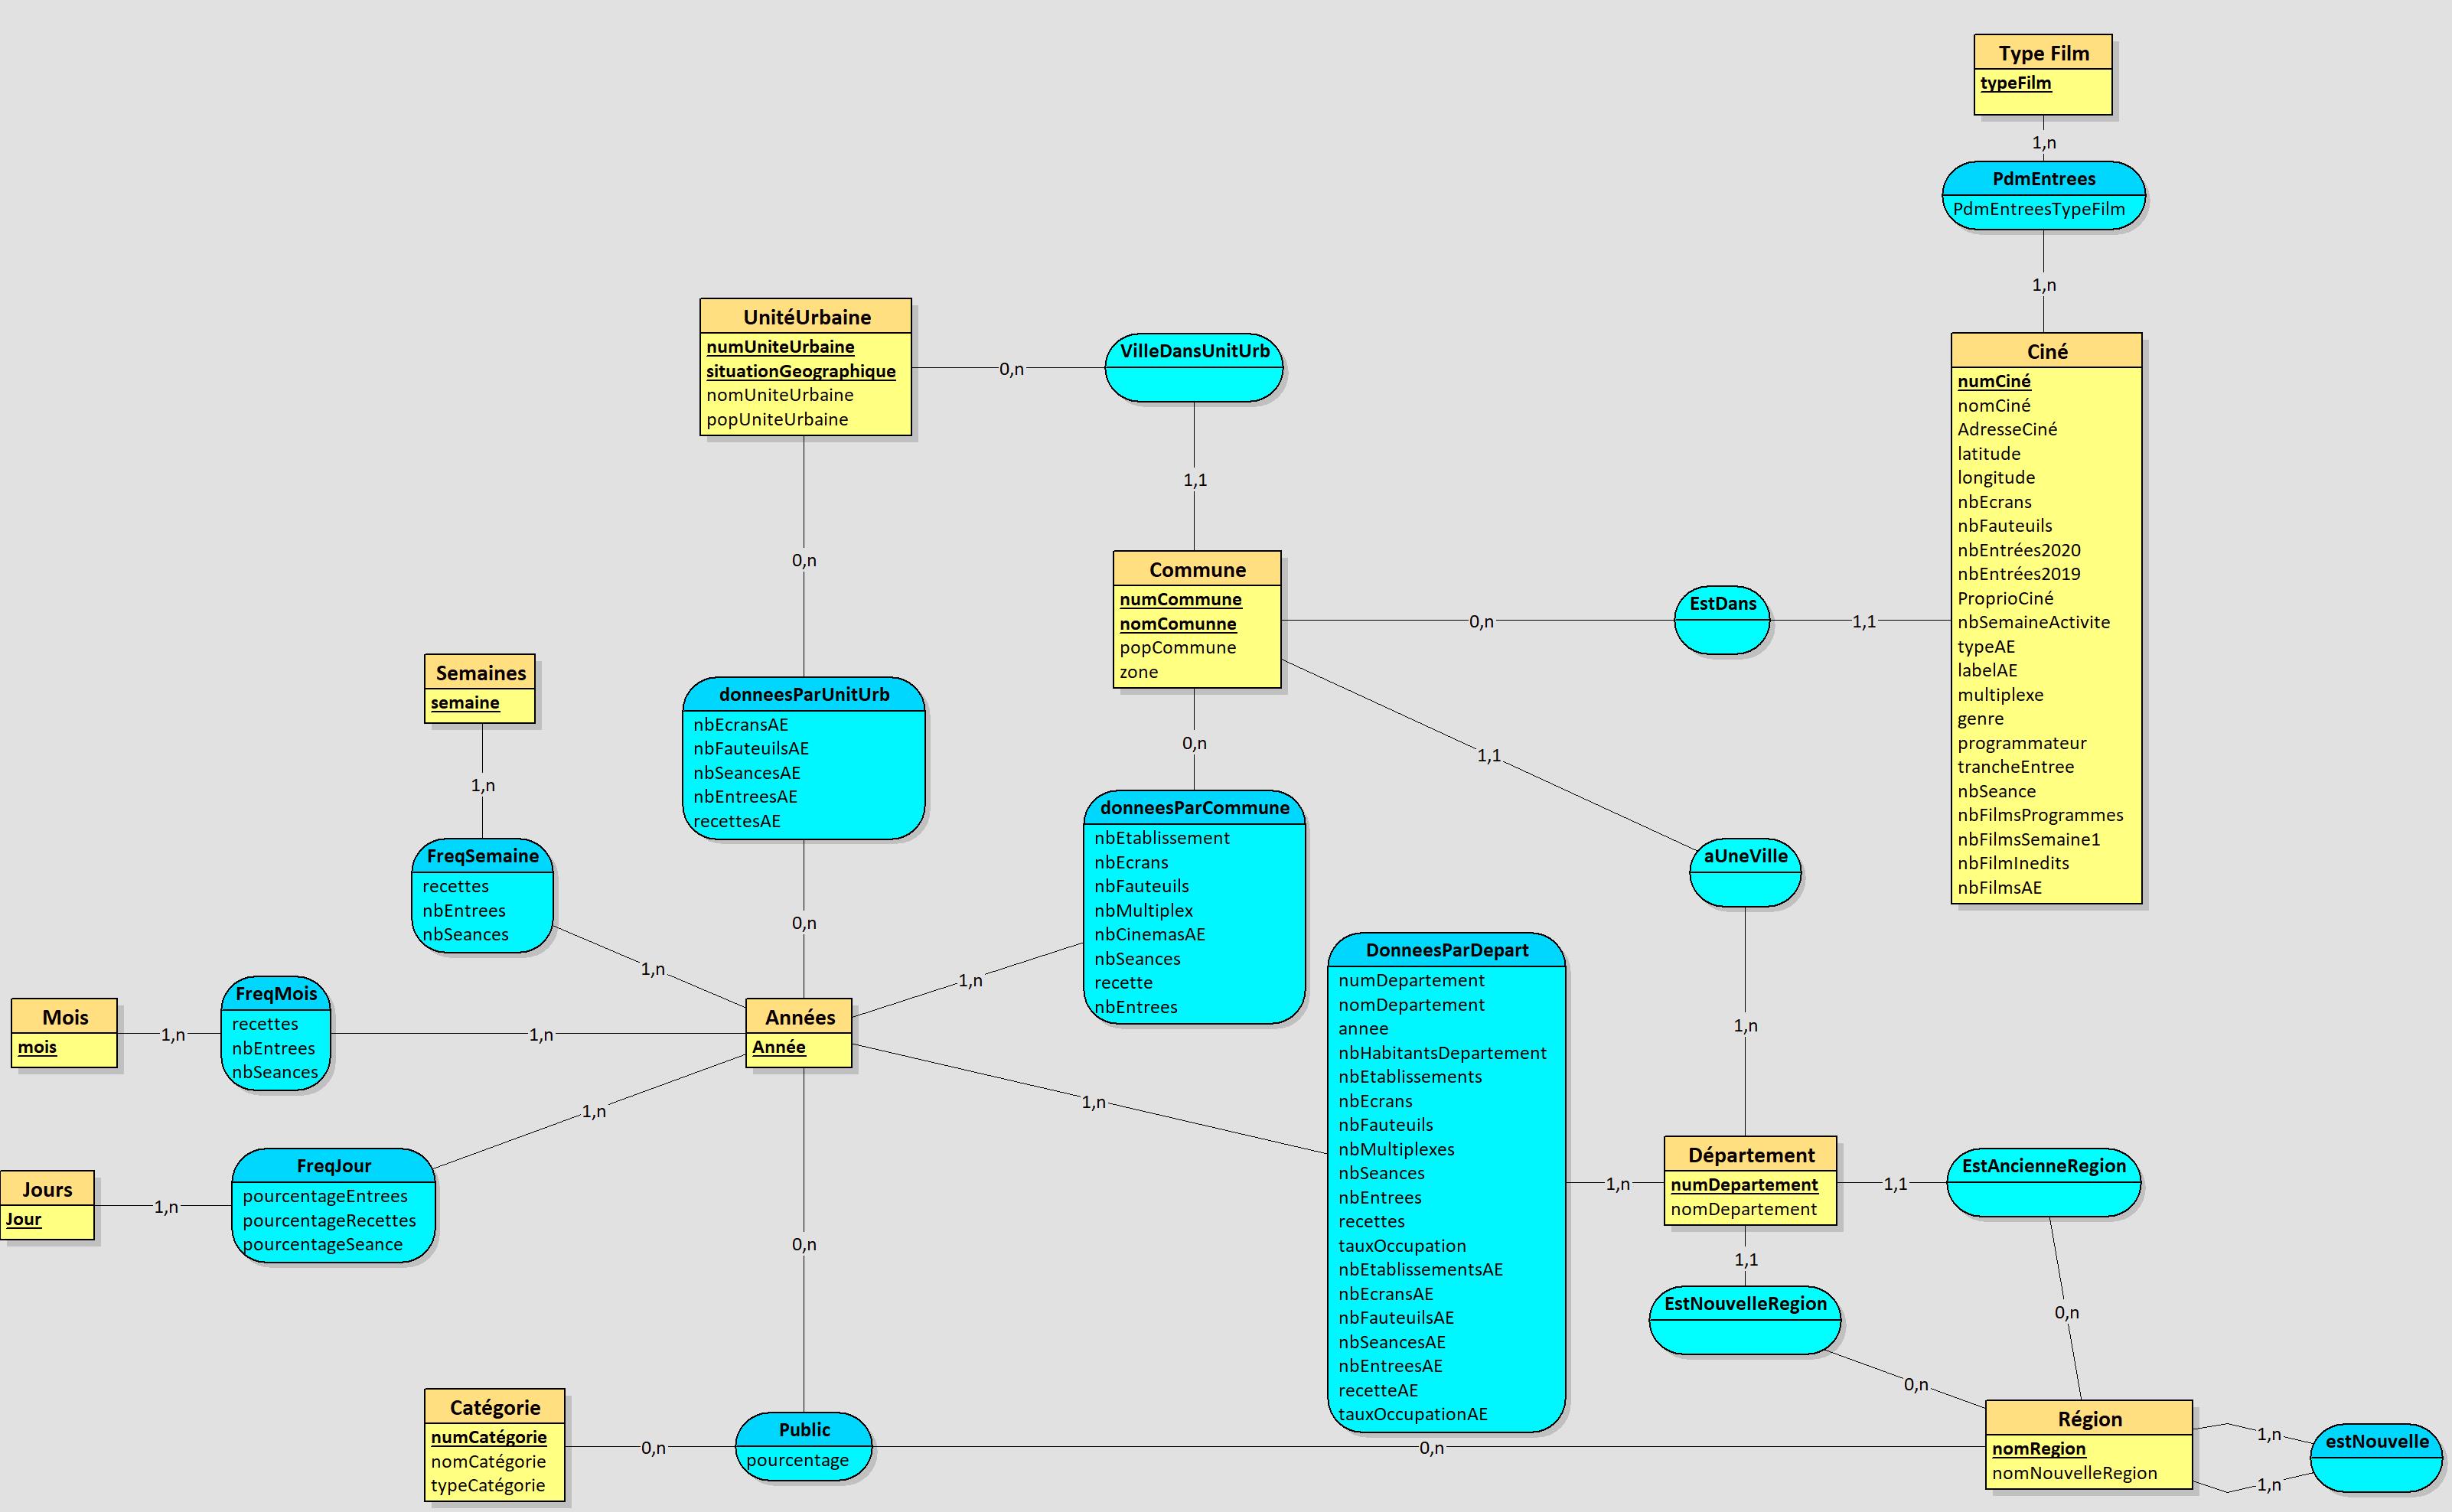 Type Film
typeFilm
1,n
PdmEntrees
PdmEntreesTypeFilm
1,n
UnitéUrbaine
numUniteUrbaine
situationGeographique
nomUniteUrbaine
popUniteUrbaine
0,n
VilleDansUnitUrb
1,1
Ciné
numCiné
nomCiné
AdresseCiné
latitude
longitude
nbEcrans
nbFauteuils
nbEntrées2020
nbEntrées2019
ProprioCiné
nbSemaineActivite
typeAE
labelAE
multiplexe
genre
programmateur
trancheEntree
nbSeance
nbFilmsProgrammes
nbFilmsSemaine1
nbFilmInedits
nbFilmsAE
0,n
Commune
numCommune
nomComunne
popCommune
zone
0,n
EstDans
1,1
Semaines
semaine
1,n
donneesParUnitUrb
nbEcransAE
nbFauteuilsAE
nbSeancesAE
nbEntreesAE
recettesAE
0,n
0,n
1,1
donneesParCommune
nbEtablissement
nbEcrans
nbFauteuils
nbMultiplex
nbCinemasAE
nbSeances
recette
nbEntrees
aUneVille
1,n
FreqSemaine
recettes
nbEntrees
nbSeances
1,n
1,n
FreqMois
recettes
nbEntrees
nbSeances
Mois
mois
1,n
1,n
Années
Année
DonneesParDepart
numDepartement
nomDepartement
annee
nbHabitantsDepartement
nbEtablissements
nbEcrans
nbFauteuils
nbMultiplexes
nbSeances
nbEntrees
recettes
tauxOccupation
nbEtablissementsAE
nbEcransAE
nbFauteuilsAE
nbSeancesAE
nbEntreesAE
recetteAE
tauxOccupationAE
1,n
1,n
Jours
Jour
1,n
FreqJour
pourcentageEntrees
pourcentageRecettes
pourcentageSeance
1,n
Département
numDepartement
nomDepartement
1,1
EstAncienneRegion
0,n
1,1
EstNouvelleRegion
0,n
0,n
Catégorie
numCatégorie
nomCatégorie
typeCatégorie
0,n
Public
pourcentage
0,n
Région
nomRegion
nomNouvelleRegion
1,n
1,n
estNouvelle